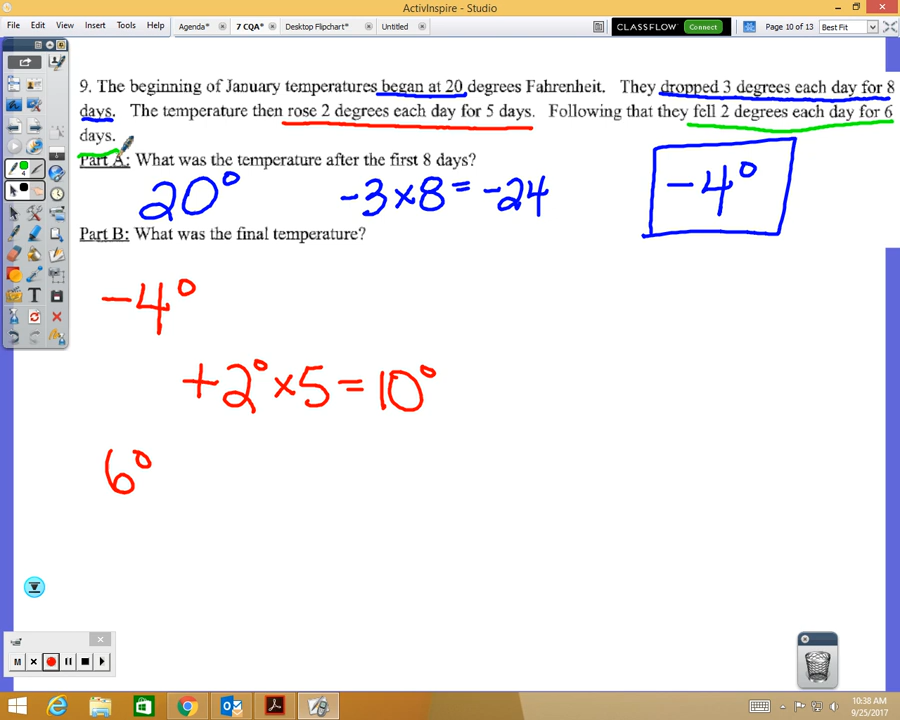 ActivInspire - Studio
File Edit View Insert Tools Help Agenda* 7 CQA* Desktop Flipchart* Untitled CLASSFLOW Connect Page 10 of 13 Best Fit
9. The beginning of January temperatures began at 20 degrees Fahrenheit. They dropped 3 degrees each day for 8
days. The temperature then rose 2 degrees each day for 5 days. Following that they fell 2 degrees each day for 6
days.
Part A: What was the temperature after the first 8 days?
20° -3×8=-24 -4°
Part B: What was the final temperature?
-4°
+2°×5=10°
6°
M
10:38 AM
9/25/2017